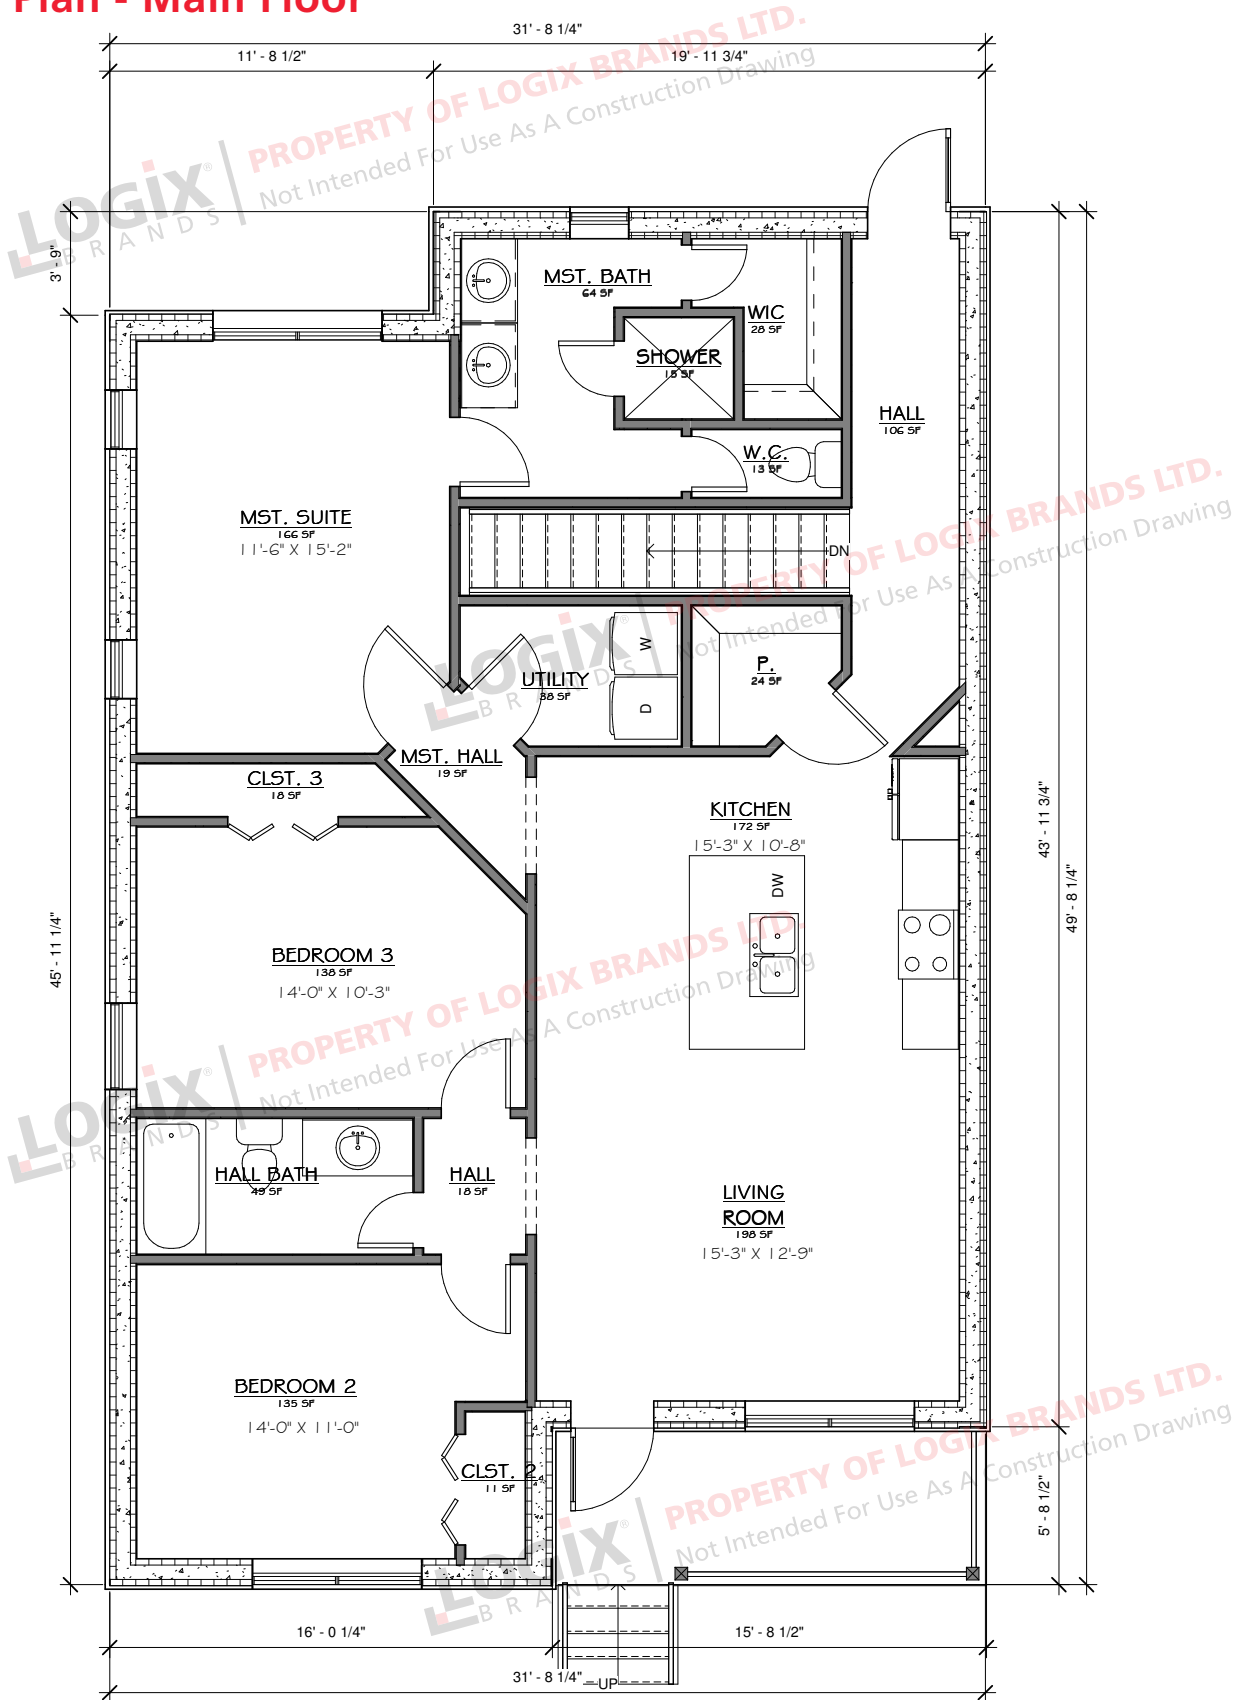 Plan - Main Floor
31' - 8 1/4"
11' - 8 1/2"
19' - 11 3/4"
LOGIX® BRANDS
PROPERTY OF LOGIX BRANDS LTD.
Not Intended For Use As A Construction Drawing
3' - 9"
MST. BATH
64 SF
WIC
28 SF
SHOWER
15 SF
HALL
106 SF
W.C.
13 SF
MST. SUITE
166 SF
11'-6" X 15'-2"
DN
LOGIX® BRANDS
PROPERTY OF LOGIX BRANDS LTD.
Not Intended For Use As A Construction Drawing
W
UTILITY
38 SF
D
P.
24 SF
MST. HALL
19 SF
CLST. 3
18 SF
KITCHEN
172 SF
15'-3" X 10'-8"
DW
43' - 11 3/4"
49' - 8 1/4"
45' - 11 1/4"
BEDROOM 3
138 SF
14'-0" X 10'-3"
LOGIX® BRANDS
PROPERTY OF LOGIX BRANDS LTD.
Not Intended For Use As A Construction Drawing
HALL BATH
49 SF
HALL
18 SF
LIVING
ROOM
198 SF
15'-3" X 12'-9"
BEDROOM 2
135 SF
14'-0" X 11'-0"
CLST. 2
11 SF
LOGIX® BRANDS
PROPERTY OF LOGIX BRANDS LTD.
Not Intended For Use As A Construction Drawing
5' - 8 1/2"
16' - 0 1/4"
15' - 8 1/2"
31' - 8 1/4"
UP